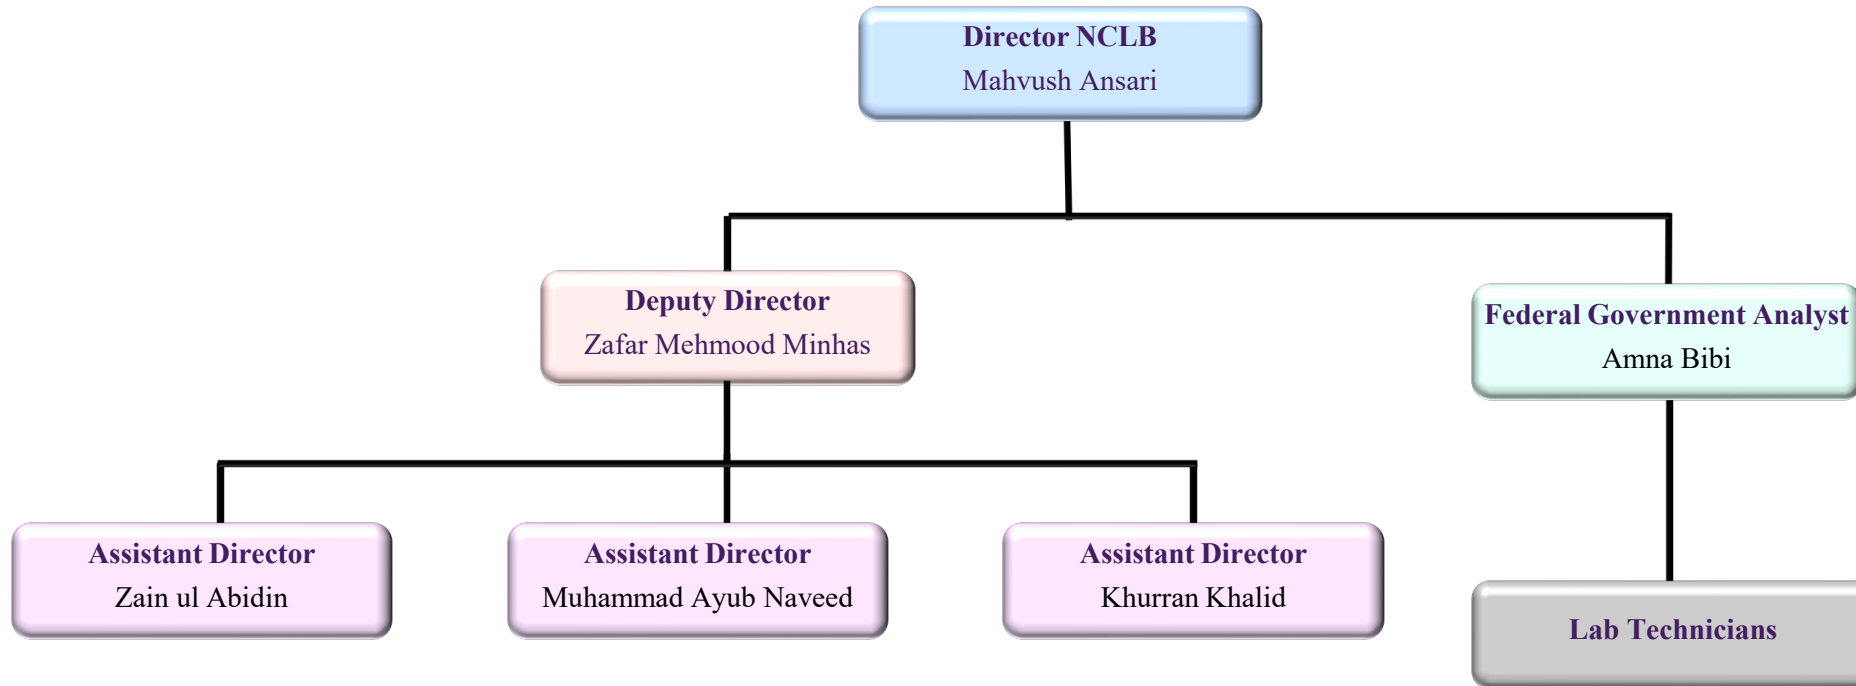 Director NCLB
Mahvush Ansari
Deputy Director
Zafar Mehmood Minhas
Federal Government Analyst
Amna Bibi
Assistant Director
Zain ul Abidin
Assistant Director
Muhammad Ayub Naveed
Assistant Director
Khurran Khalid
Lab Technicians